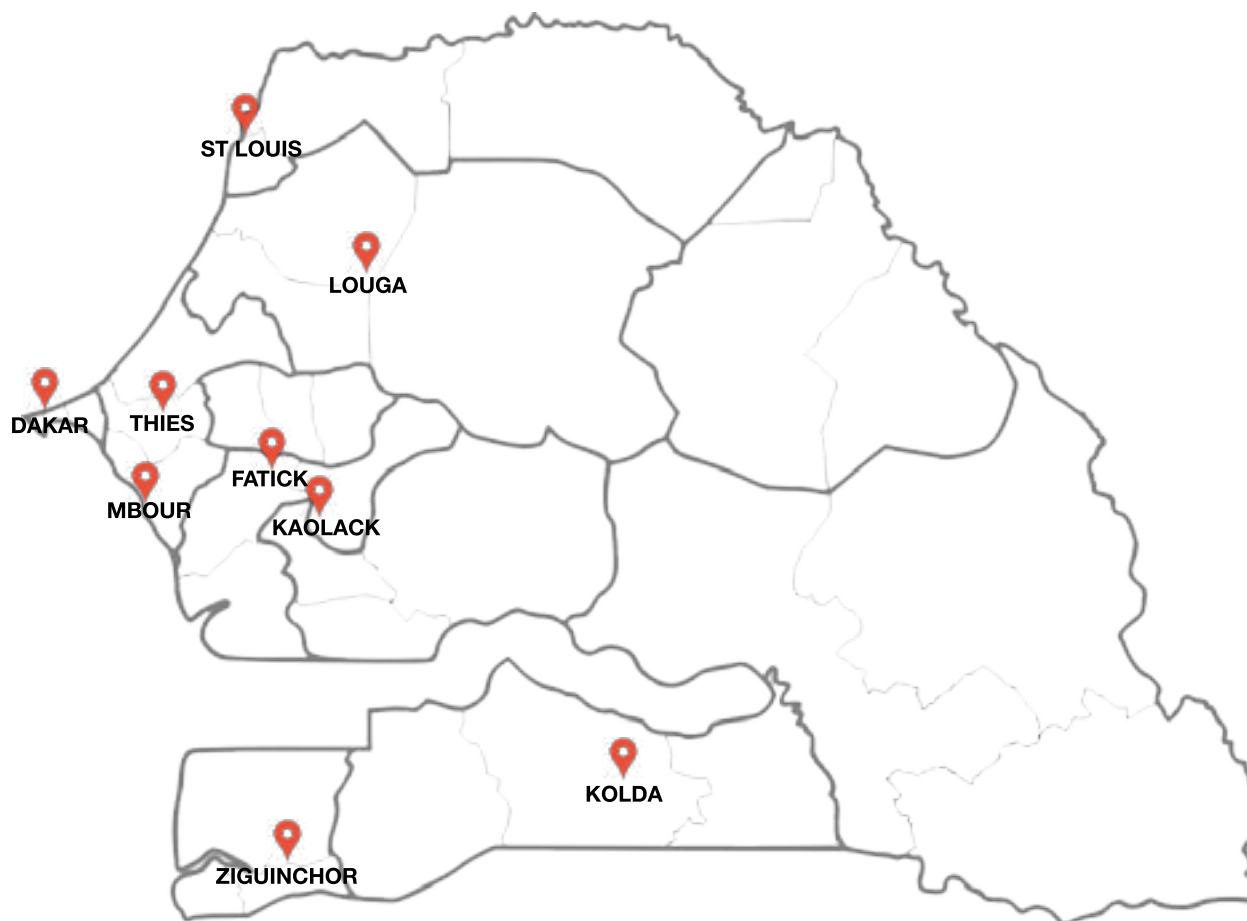 ST LOUIS
LOUGA
DAKAR
THIES
FATICK
MBOUR
KAOLACK
KOLDA
ZIGUINCHOR